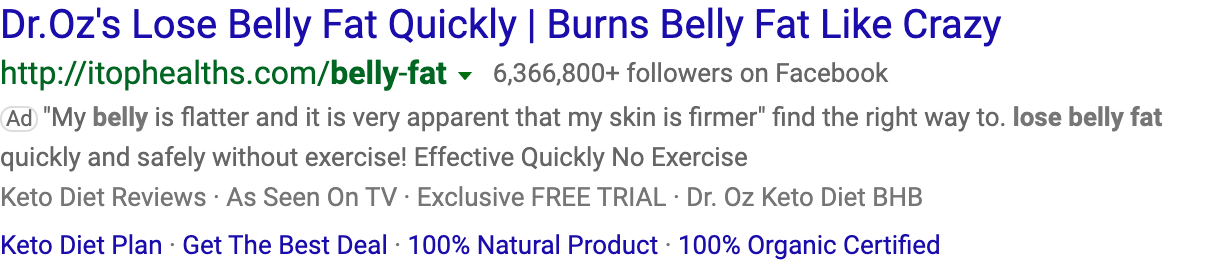 Dr.Oz's Lose Belly Fat Quickly | Burns Belly Fat Like Crazy
http://itophealths.com/belly-fat 6,366,800+ followers on Facebook
Ad "My belly is flatter and it is very apparent that my skin is firmer" find the right way to. lose belly fat
quickly and safely without exercise! Effective Quickly No Exercise
Keto Diet Reviews · As Seen On TV · Exclusive FREE TRIAL · Dr. Oz Keto Diet BHB
Keto Diet Plan · Get The Best Deal · 100% Natural Product · 100% Organic Certified